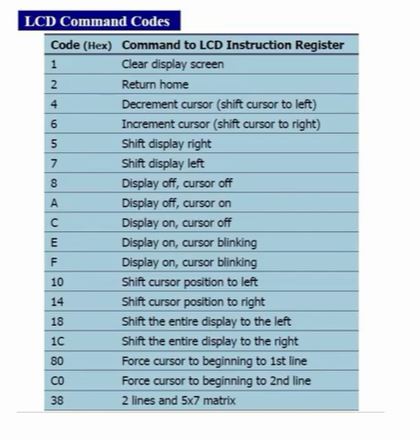 LCD Command Codes
Code (Hex) Command to LCD Instruction Register
1 Clear display screen
2 Return home
4 Decrement cursor (shift cursor to left)
6 Increment cursor (shift cursor to right)
5 Shift display right
7 Shift display left
8 Display off, cursor off
A Display off, cursor on
C Display on, cursor off
E Display on, cursor blinking
F Display on, cursor blinking
10 Shift cursor position to left
14 Shift cursor position to right
18 Shift the entire display to the left
1C Shift the entire display to the right
80 Force cursor to beginning to 1st line
C0 Force cursor to beginning to 2nd line
38 2 lines and 5x7 matrix